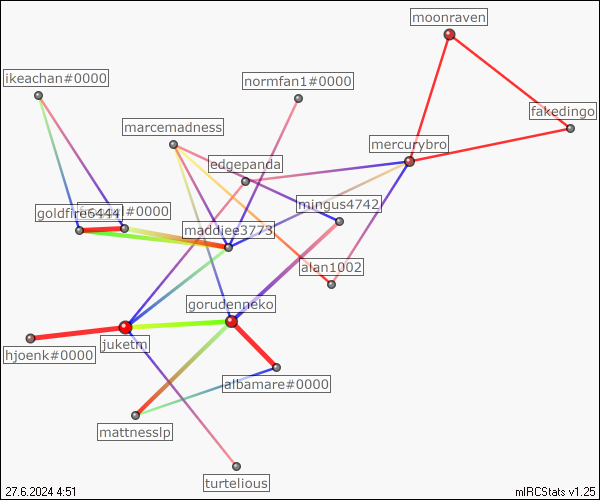 moonraven
ikeachan#0000
normfan1#0000
fakedingo
marcemadness
mercurybro
edgepanda
mingus4742
goldfire6444
l#0000
maddiee3773
alan1002
gorudenneko
juketm
hjoenk#0000
albamare#0000
mattnesslp
turtelious
27.6.2024 4:51
mIRCStats v1.25